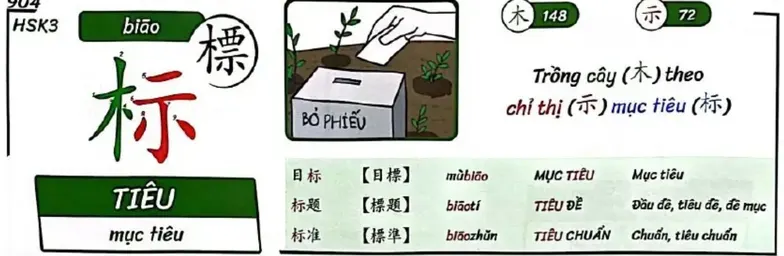 904
HSK3
biāo
標
标
TIÊU
mục tiêu
BỎ PHIẾU
木 148
示 72
Trồng cây (木) theo
chỉ thị (示) mục tiêu (标)
目标 【目標】 mùbiāo MỤC TIÊU Mục tiêu
标题 【標題】 biāotí TIÊU ĐỀ Đầu đề, tiêu đề, đề mục
标准 【標準】 biāozhǔn TIÊU CHUẨN Chuẩn, tiêu chuẩn